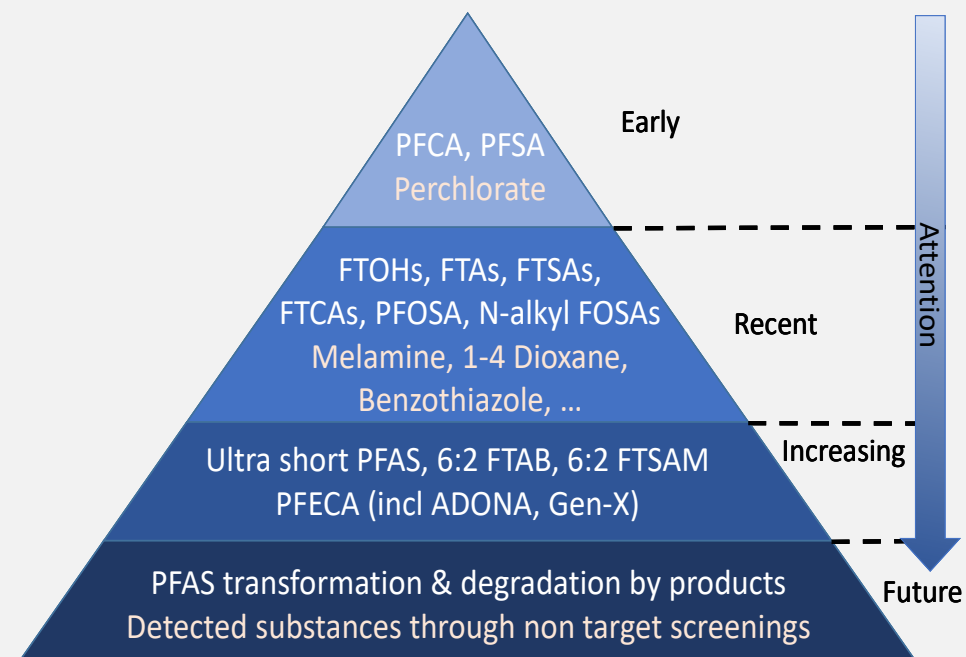 Early
PFCA, PFSA
Perchlorate
FTOHs, FTAs, FTSAs,
FTCAs, PFOSA, N-alkyl FOSAs
Melamine, 1-4 Dioxane,
Benzothiazole, ...
Recent
Attention
Ultra short PFAS, 6:2 FTAB, 6:2 FTSAM
PFECA (incl ADONA, Gen-X)
Increasing
PFAS transformation & degradation by products
Detected substances through non target screenings
Future